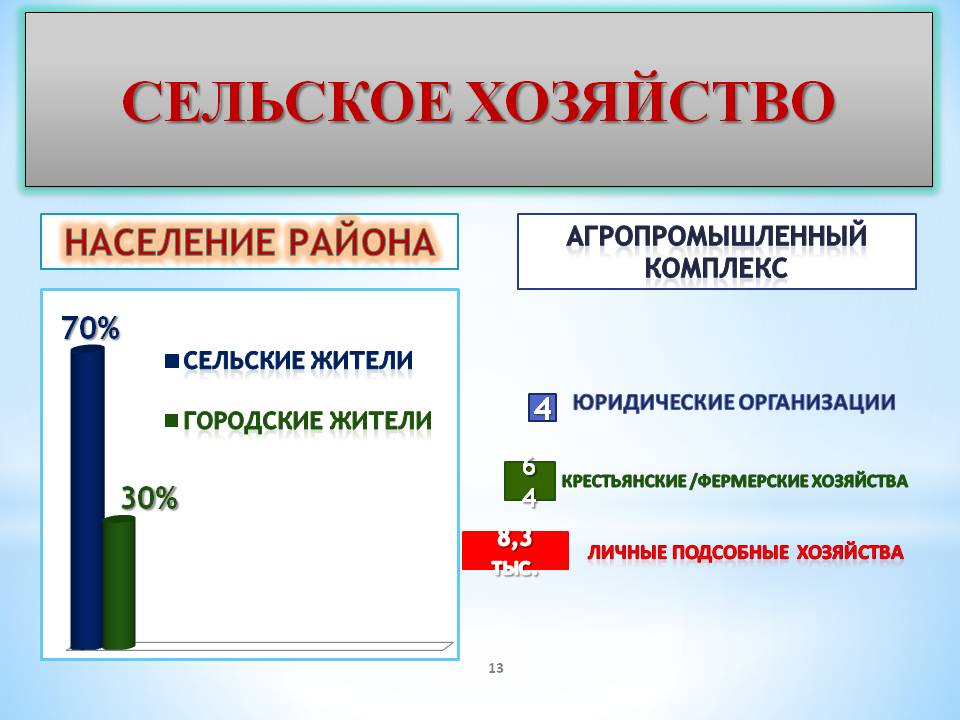 СЕЛЬСКОЕ ХОЗЯЙСТВО
НАСЕЛЕНИЕ РАЙОНА
70%
СЕЛЬСКИЕ ЖИТЕЛИ
ГОРОДСКИЕ ЖИТЕЛИ
30%
АГРОПРОМЫШЛЕННЫЙ
КОМПЛЕКС
4 ЮРИДИЧЕСКИЕ ОРГАНИЗАЦИИ
6
4
КРЕСТЬЯНСКИЕ /ФЕРМЕРСКИЕ ХОЗЯЙСТВА
8,3
тыс.
ЛИЧНЫЕ ПОДСОБНЫЕ ХОЗЯЙСТВА
13